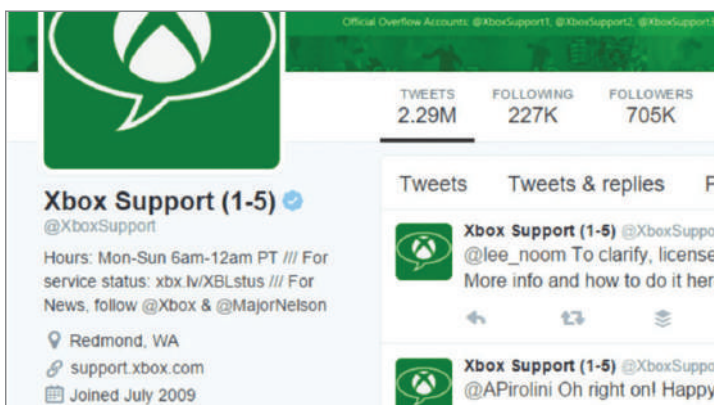 Official Overflow Accounts: @XboxSupport1, @XboxSupport2, @XboxSupport3
TWEETS FOLLOWING FOLLOWERS
2.29M 227K 705K
Xbox Support (1-5)
@XboxSupport
Hours: Mon-Sun 6am-12am PT /// For
service status: xbx.lv/XBLstus /// For
News, follow @Xbox & @MajorNelson
Redmond, WA
support.xbox.com
Joined July 2009
Tweets Tweets & replies
Xbox Support (1-5) @XboxSuppo
@lee_noom To clarify, license
More info and how to do it her
Xbox Support (1-5) @XboxSuppo
@APirolini Oh right on! Happy